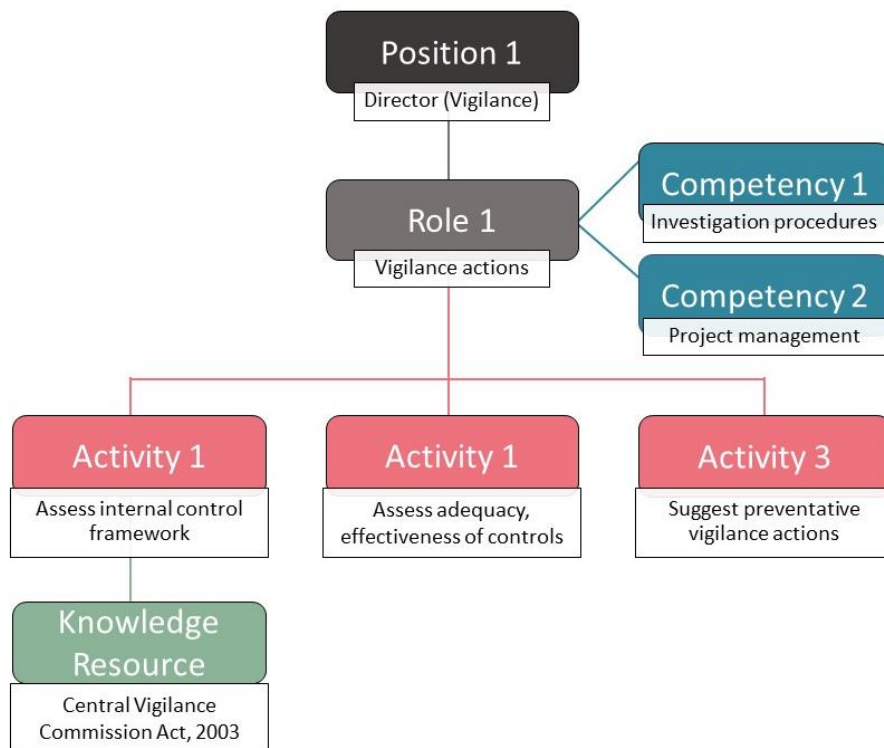 Position 1
Director (Vigilance)
Role 1
Vigilance actions
Competency 1
Investigation procedures
Competency 2
Project management
Activity 1
Assess internal control
framework
Activity 1
Assess adequacy,
effectiveness of controls
Activity 3
Suggest preventative
vigilance actions
Knowledge
Resource
Central Vigilance
Commission Act, 2003